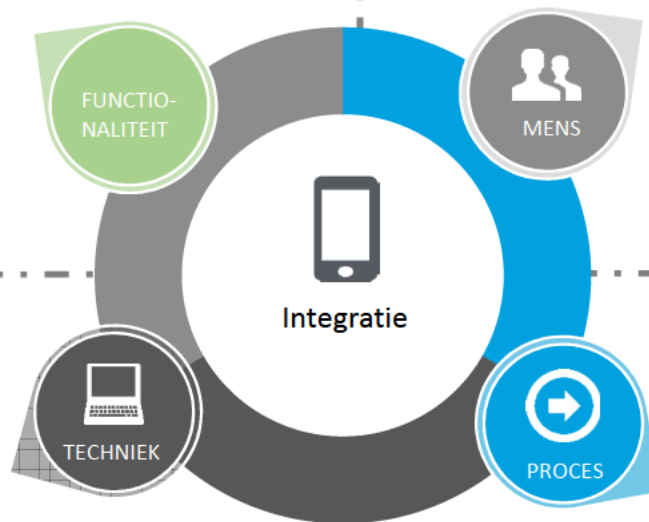 FUNCTIO-
NALITEIT
MENS
Integratie
TECHNIEK
PROCES